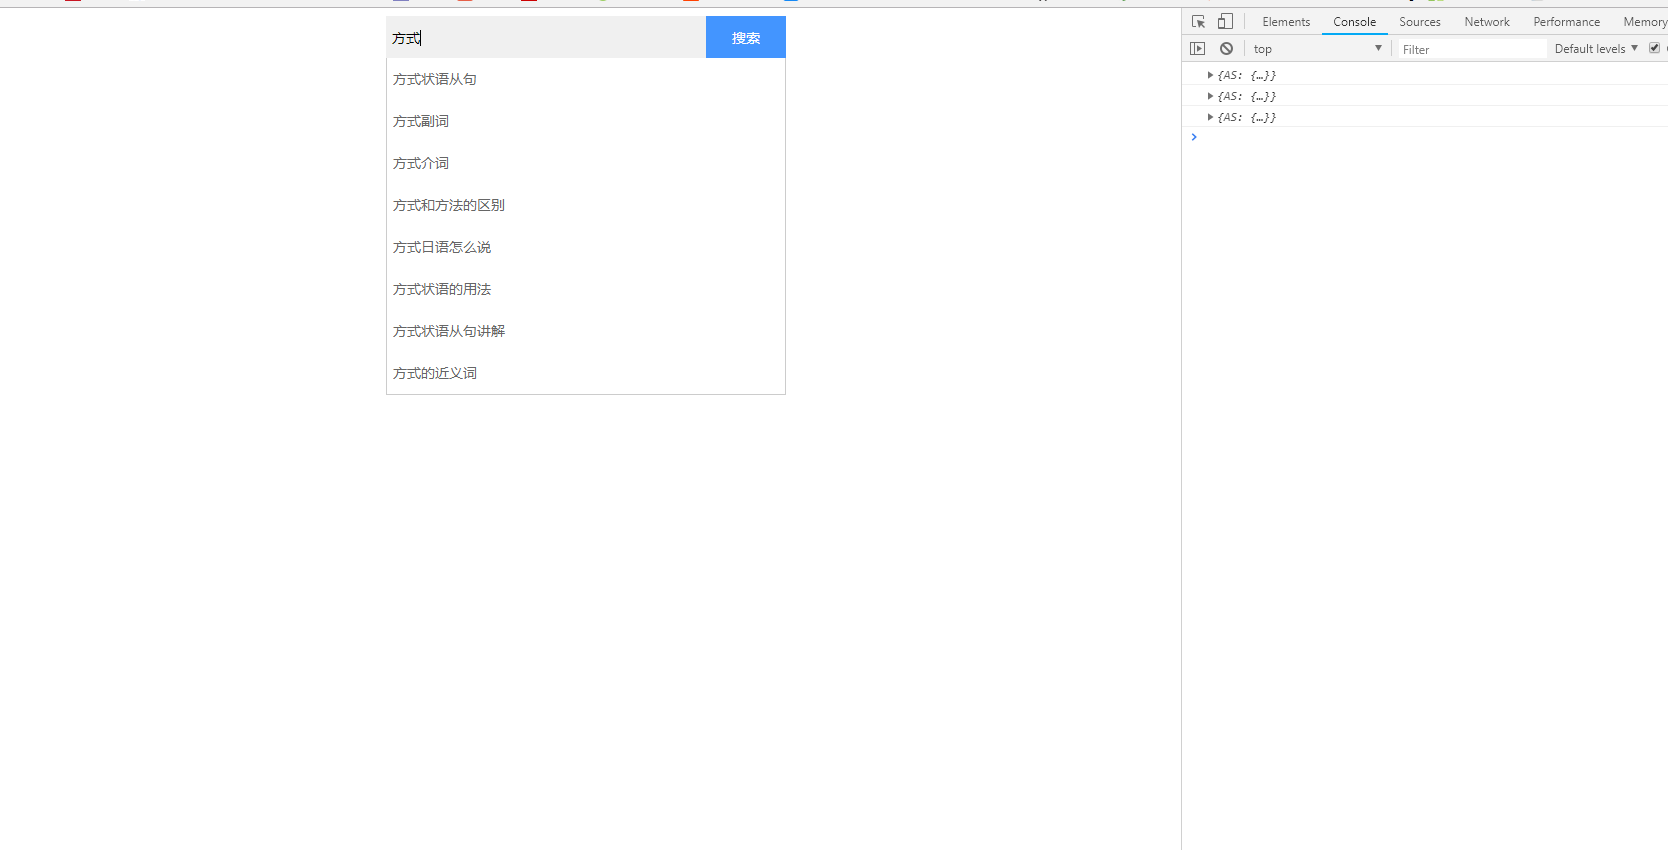 方式
搜索
方式状语从句
方式副词
方式介词
方式和方法的区别
方式日语怎么说
方式状语的用法
方式状语从句讲解
方式的近义词
Elements Console Sources Network Performance Memory
top Filter Default levels
{AS: {…}}
{AS: {…}}
{AS: {…}}